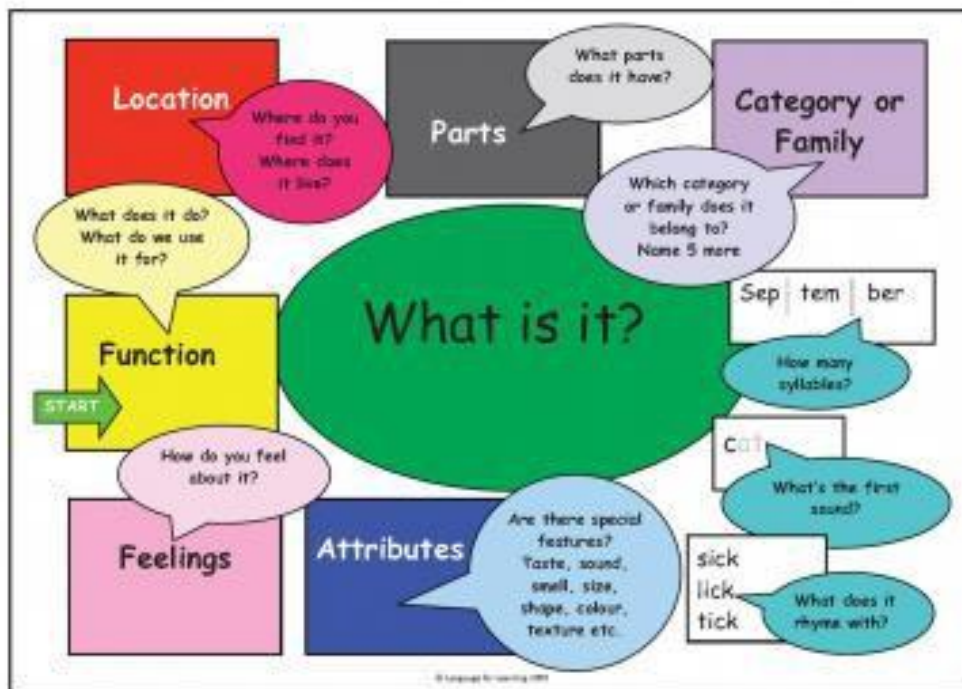 Location
Where do you
find it?
Where does
it live?
Parts
What parts
does it have?
Category or
Family
Which category
or family does it
belong to?
Name 5 more
What does it do?
What do we use
it for?
Function
START
What is it?
Sep tem ber
How many
syllables?
cat
What's the first
sound?
sick
lick
tick
What does it
rhyme with?
How do you feel
about it?
Feelings
Attributes
Are there special
features?
Taste, sound,
smell, size,
shape, colour,
texture etc.
© Language for Learning